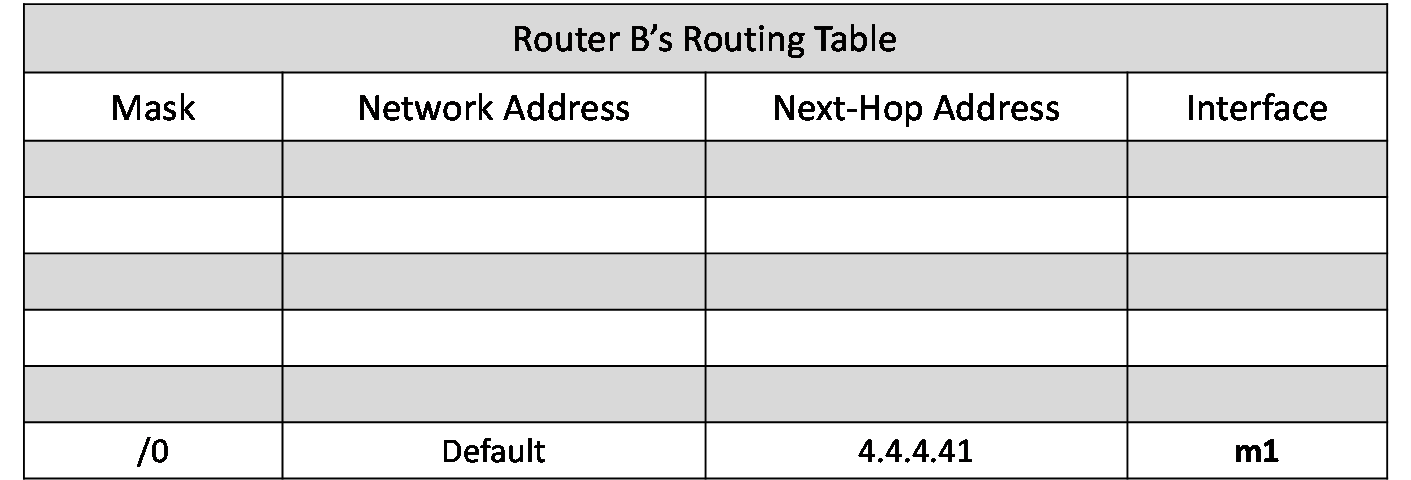 Router B’s Routing Table
Mask Network Address Next-Hop Address Interface
/0 Default 4.4.4.41 m1